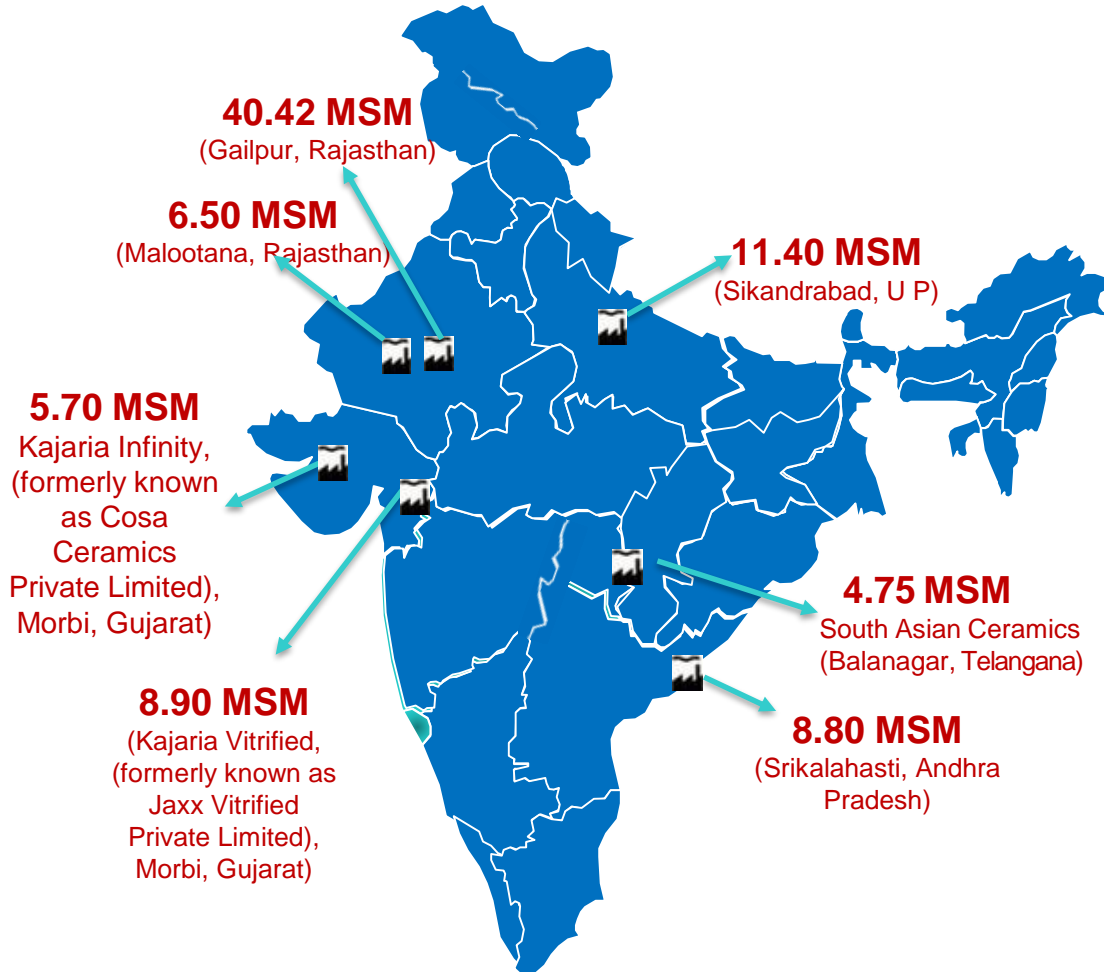 40.42 MSM
(Gailpur, Rajasthan)
6.50 MSM
(Malootana, Rajasthan)
11.40 MSM
(Sikandrabad, U P)
5.70 MSM
Kajaria Infinity,
(formerly known
as Cosa
Ceramics
Private Limited),
Morbi, Gujarat)
4.75 MSM
South Asian Ceramics
(Balanagar, Telangana)
8.90 MSM
(Kajaria Vitrified,
(formerly known as
Jaxx Vitrified
Private Limited),
Morbi, Gujarat)
8.80 MSM
(Srikalahasti, Andhra
Pradesh)